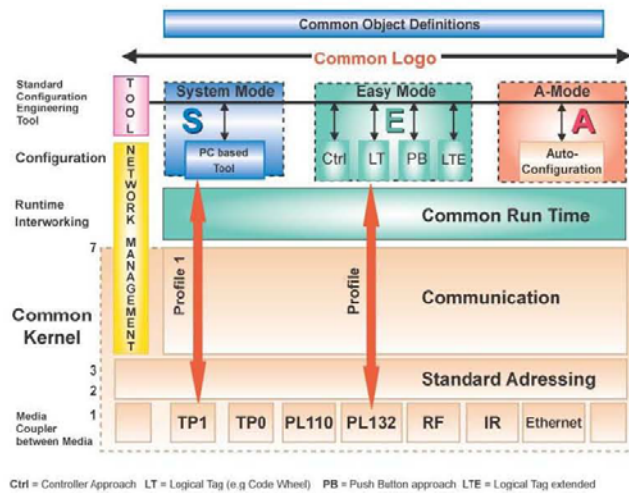 Common Object Definitions
Common Logo
Standard
Configuration
Engineering
Tool
TOOL
System Mode
Easy Mode
A-Mode
S
E
A
Configuration
PC based
Tool
Ctrl
LT
PB
LTE
Auto-
Configuration
NETWORK MANAGEMENT
Runtime
Interworking
Common Run Time
7
Profile 1
Profile
Communication
Common
Kernel
3
2
Standard Adressing
1
Media
Coupler
between Media
TP1
TP0
PL110
PL132
RF
IR
Ethernet
Ctrl = Controller Approach LT = Logical Tag (e.g Code Wheel) PB = Push Button approach LTE = Logical Tag extended